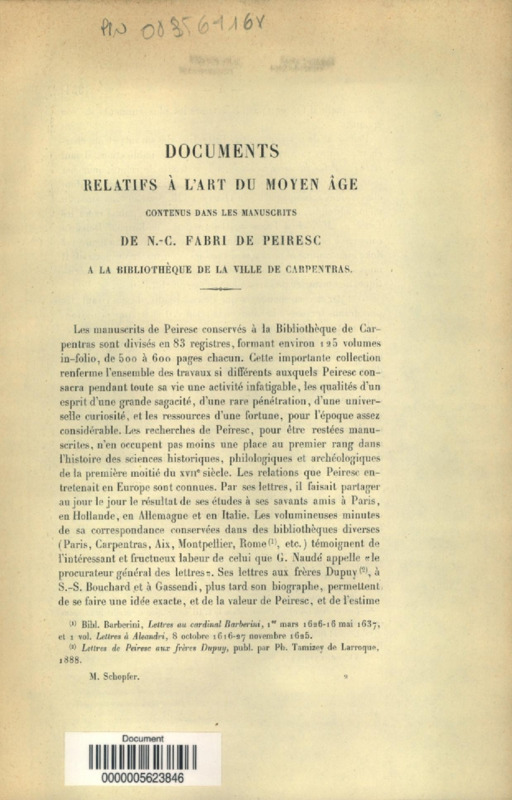 DOCUMENTS
RELATIFS À L'ART DU MOYEN ÂGE
CONTENUS DANS LES MANUSCRITS
DE N.-C. FABRI DE PEIRESC
A LA BIBLIOTHÈQUE DE LA VILLE DE CARPENTRAS.
Les manuscrits de Peiresc conservés à la Bibliothèque de Car-
pentras sont divisés en 83 registres, formant environ 125 volumes
in-folio, de 500 à 600 pages chacun. Cette importante collection
renferme l'ensemble des travaux si différents auxquels Peiresc con-
sacra pendant toute sa vie une activité infatigable, les qualités d'un
esprit d'une grande sagacité, d'une rare pénétration, d'une univer-
selle curiosité, et les ressources d'une fortune, pour l'époque assez
considérable. Les recherches de Peiresc, pour être restées manu-
scrites, n'en occupent pas moins une place au premier rang dans
l'histoire des sciences historiques, philologiques et archéologiques
de la première moitié du XVIIe siècle. Les relations que Peiresc en-
tretenait en Europe sont connues. Par ses lettres, il faisait partager
au jour le jour le résultat de ses études à ses savants amis à Paris,
en Hollande, en Allemagne et en Italie. Les volumineuses minutes
de sa correspondance conservées dans des bibliothèques diverses
(Paris, Carpentras, Aix, Montpellier, Rome (1), etc.) témoignent de
l'intéressant et fructueux labeur de celui que G. Naudé appelle «le
procurateur général des lettres». Ses lettres aux frères Dupuy (2), à
S.-S. Bouchard et à Gassendi, plus tard son biographe, permettent
de se faire une idée exacte, et de la valeur de Peiresc, et de l'estime
(1) Bibl. Barberini, Lettres au cardinal Barberini, 1er mars 1626-16 mai 1637,
et 1 vol. Lettres à Aleandri, 8 octobre 1616-27 novembre 1625.
(2) Lettres de Peiresc aux frères Dupuy, publ. par Ph. Tamizey de Larroque,
1888.
M. Schopfer.
Document
0000005623846